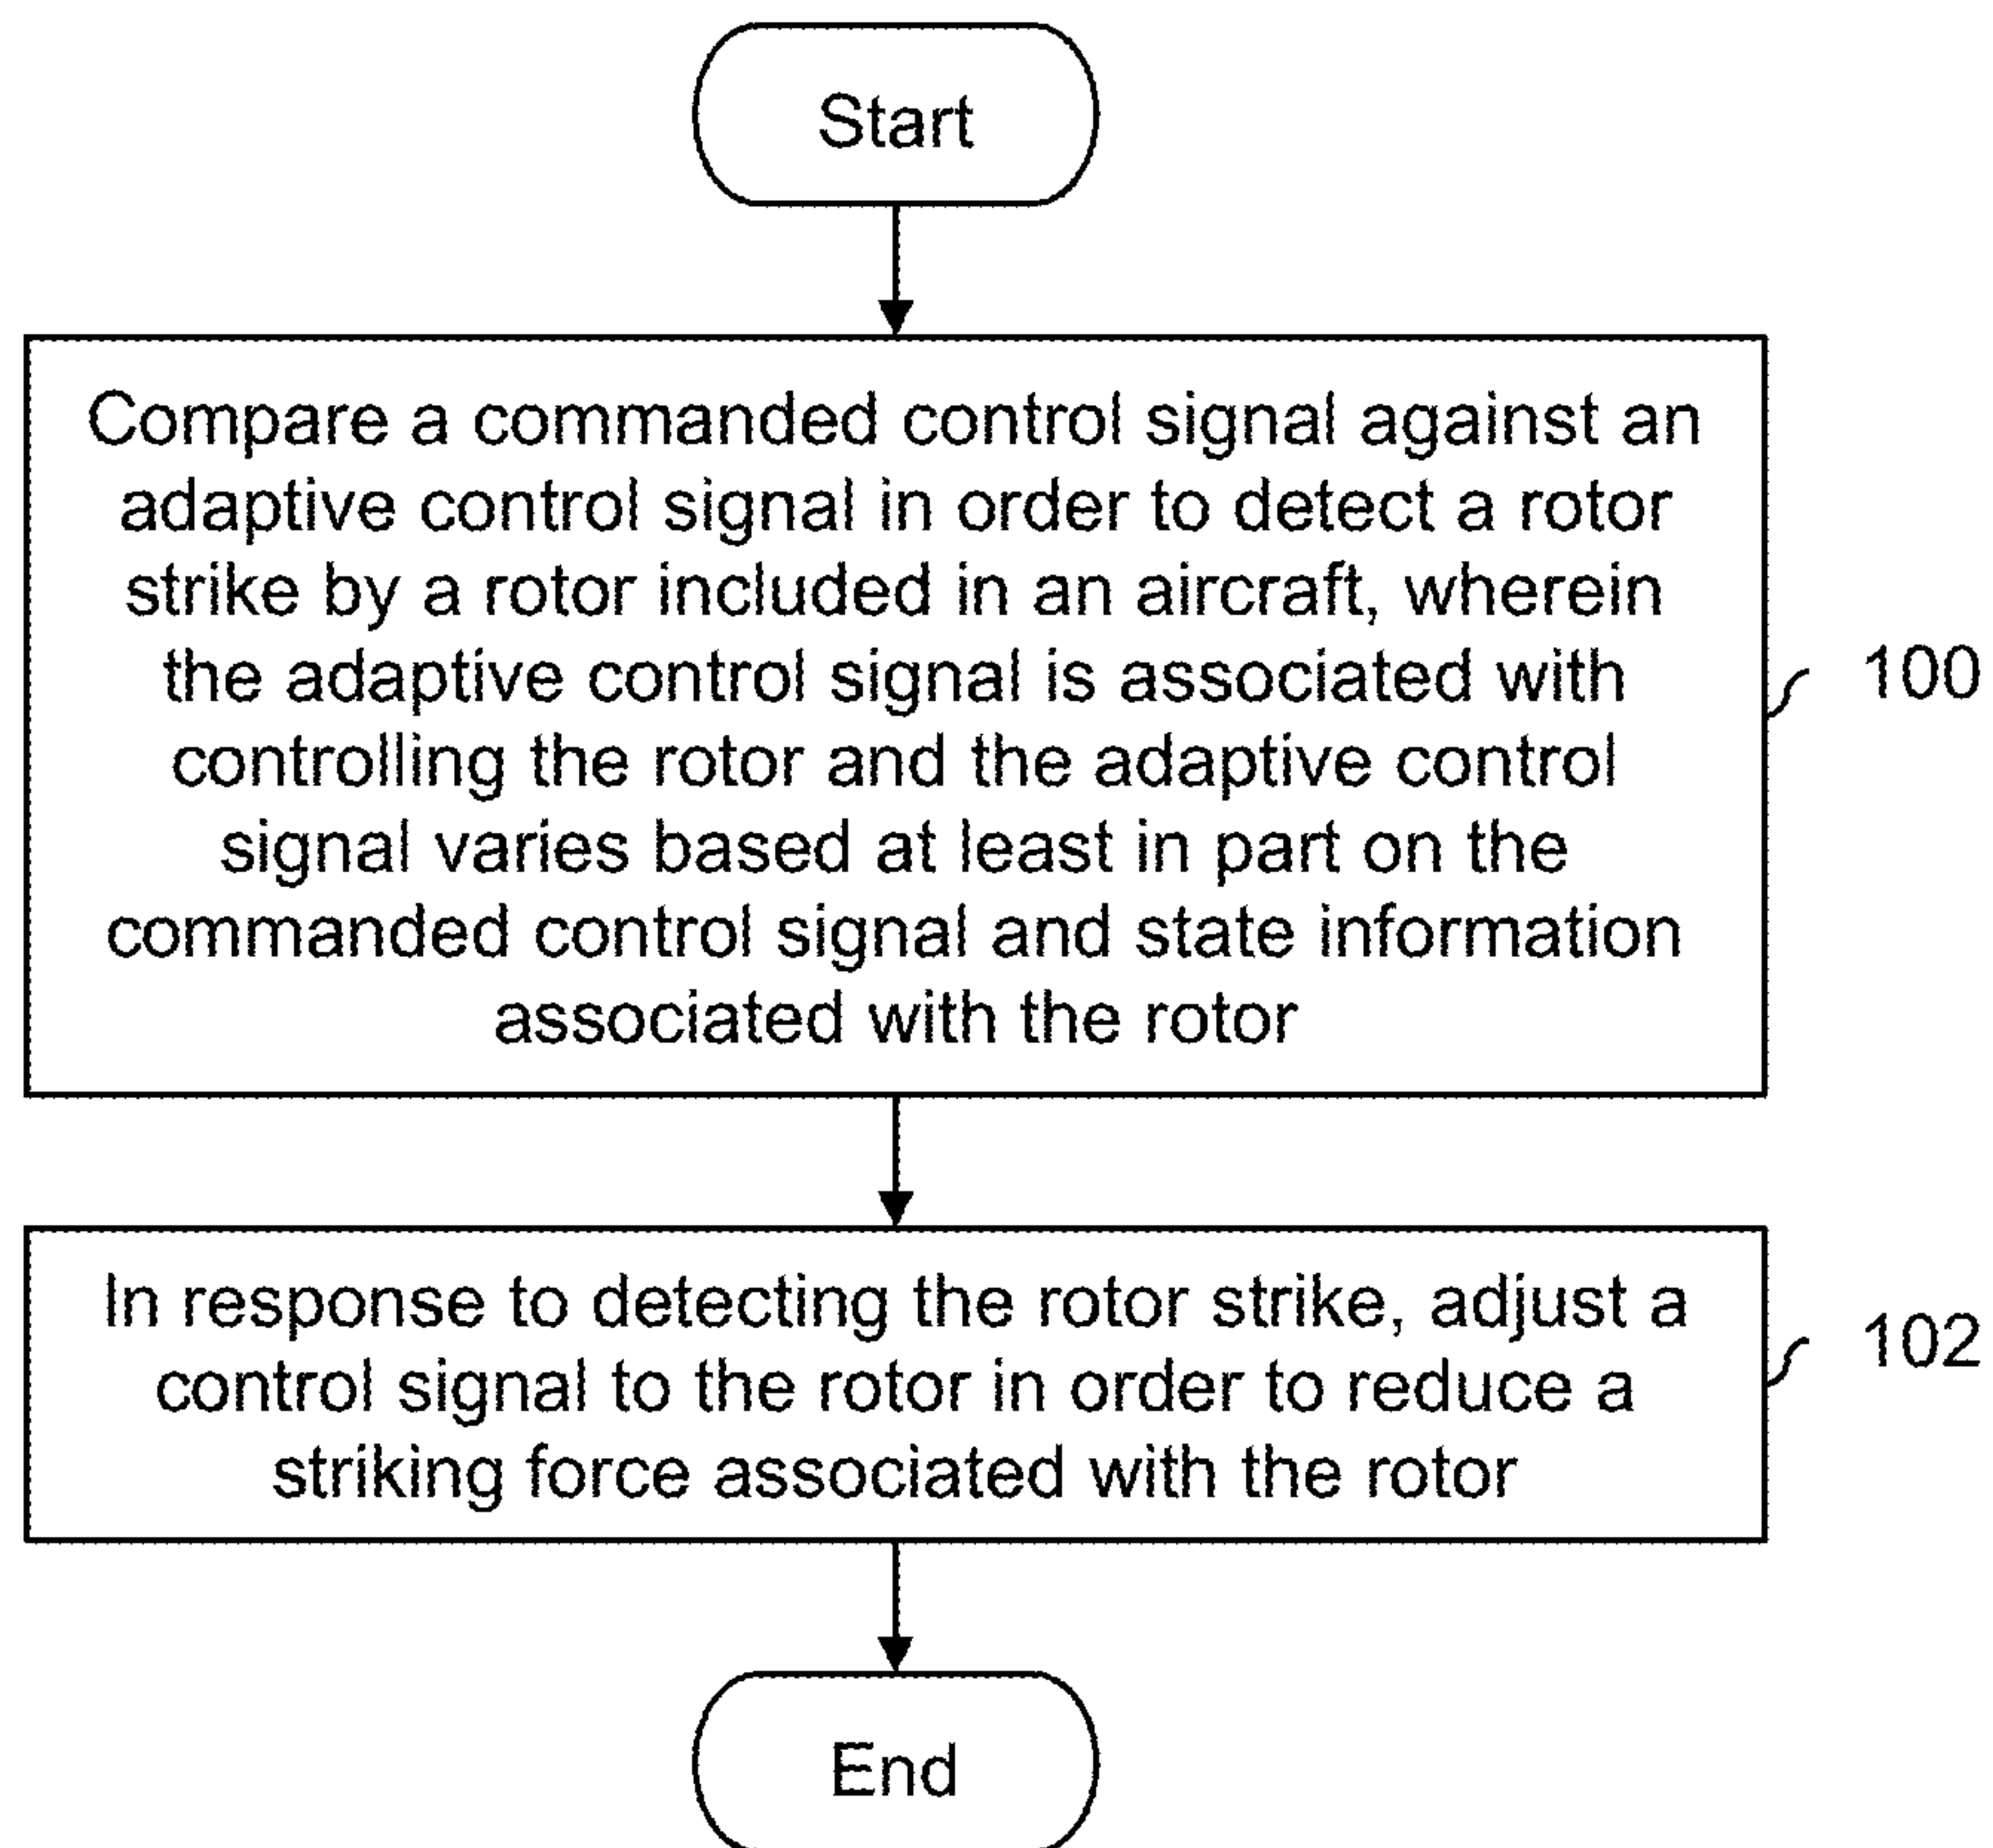 Start
Compare a commanded control signal against an
adaptive control signal in order to detect a rotor
strike by a rotor included in an aircraft, wherein
the adaptive control signal is associated with
controlling the rotor and the adaptive control
signal varies based at least in part on the
commanded control signal and state information
associated with the rotor
100
In response to detecting the rotor strike, adjust a
control signal to the rotor in order to reduce a
striking force associated with the rotor
102
End